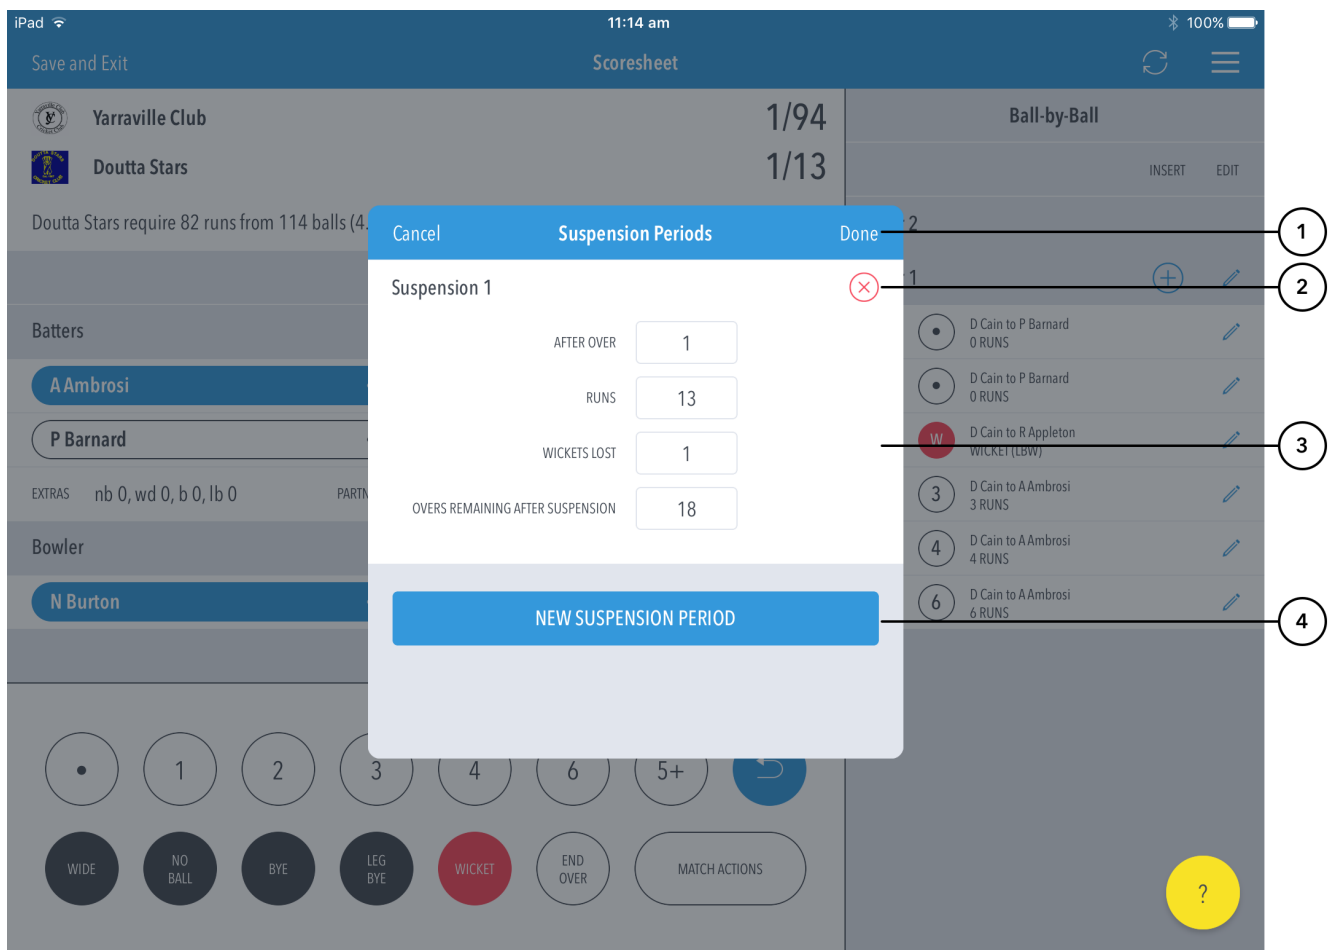 iPad
11:14 am
100%
Save and Exit
Scoresheet
Yarraville Club
1/94
Doutta Stars
1/13
Doutta Stars require 82 runs from 114 balls (4.
Ball-by-Ball
INSERT EDIT
2
1
Cancel
Suspension Periods
Done
Suspension 1
AFTER OVER 1
RUNS 13
WICKETS LOST 1
OVERS REMAINING AFTER SUSPENSION 18
NEW SUSPENSION PERIOD
Batters
A Ambrosi
P Barnard
EXTRAS nb 0, wd 0, b 0, lb 0 PARTN
Bowler
N Burton
D Cain to P Barnard
0 RUNS
D Cain to P Barnard
0 RUNS
W
D Cain to R Appleton
WICKET (LBW)
3
D Cain to A Ambrosi
3 RUNS
4
D Cain to A Ambrosi
4 RUNS
6
D Cain to A Ambrosi
6 RUNS
1 2 3 4 6 5+
WIDE
NO
BALL
BYE
LEG
BYE
WICKET
END
OVER
MATCH ACTIONS
?
1
2
3
4